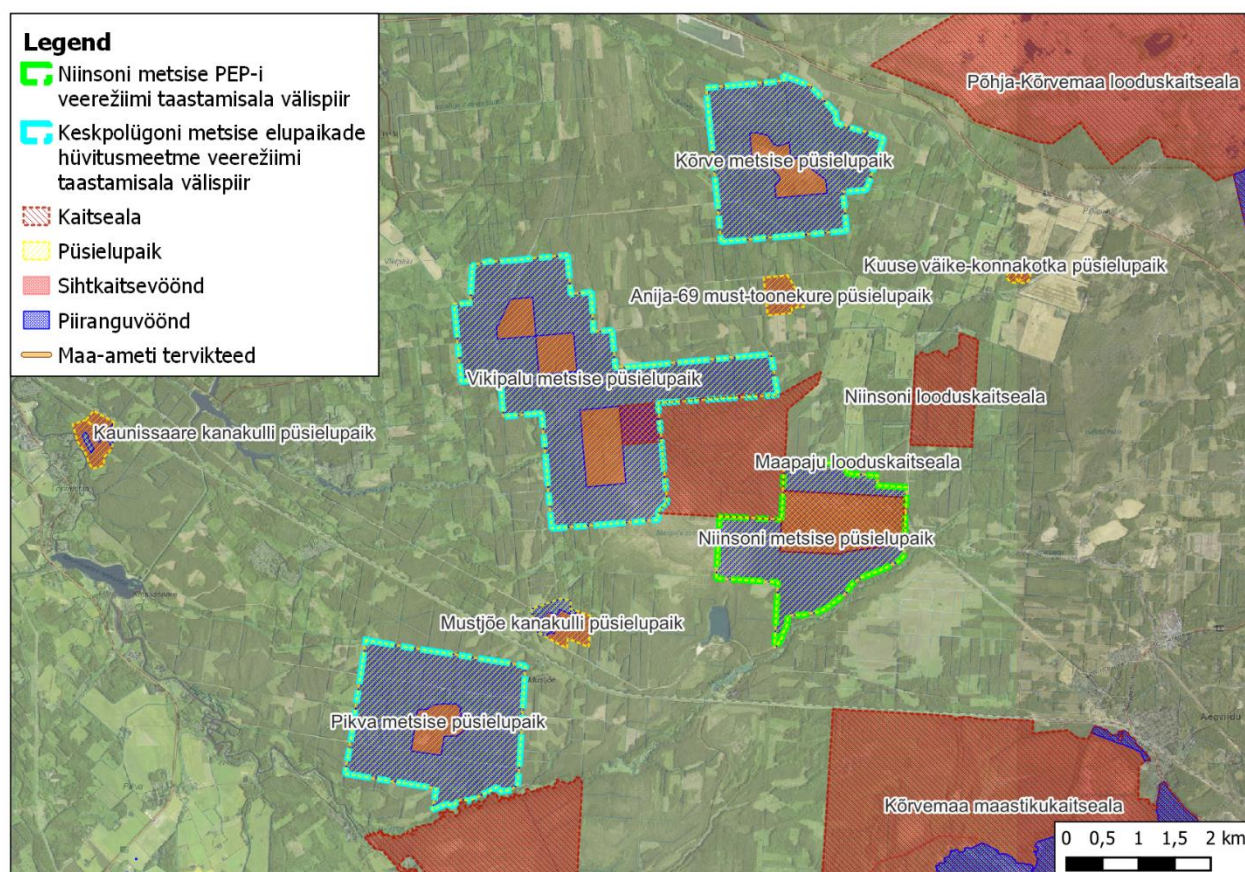 Legend
Niinsoni metsise PEP-i
veerežiimi taastamisala välispiir
Keskpolügoni metsise elupaikade
hüvitusmeetme veerežiimi
taastamisala välispiir
Kaitseala
Püsielupaik
Sihtkaitsevöönd
Piiranguvöönd
Maa-ameti tervikteed
Põhja-Kõrvemaa looduskaitseala
Kõrve metsise püsielupaik
Kuuse väike-konnakotka püsielupaik
Anija-69 must-toonekure püsielupaik
Vikipalu metsise püsielupaik
Niinsoni looduskaitseala
Kaunissaare kanakulli püsielupaik
Maapaju looduskaitseala
Niinsoni metsise püsielupaik
Mustjõe kanakulli püsielupaik
Mustjõe
Pikva metsise püsielupaik
Aegviidu
Pikva
Kõrvemaa maastikukaitseala
0 0,5 1 1,5 2 km